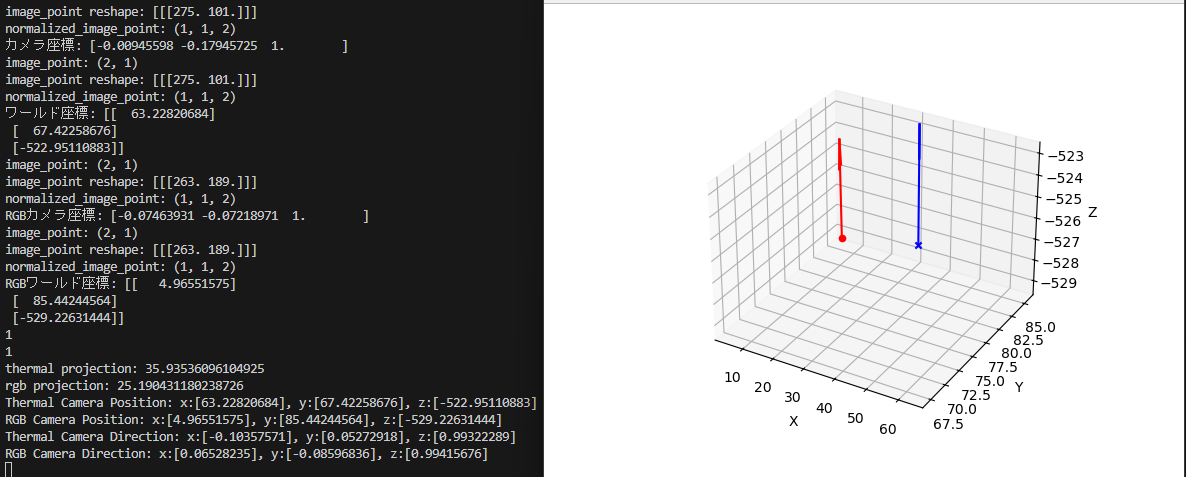 image_point reshape: [[[275. 101.]]]
normalized_image_point: (1, 1, 2)
カメラ座標: [-0.00945598 -0.17945725  1.        ]
image_point: (2, 1)
image_point reshape: [[[275. 101.]]]
normalized_image_point: (1, 1, 2)
ワールド座標: [[  63.22820684]
 [  67.42258676]
 [-522.95110883]]
image_point: (2, 1)
image_point reshape: [[[263. 189.]]]
normalized_image_point: (1, 1, 2)
RGBカメラ座標: [-0.07463931 -0.07218971  1.        ]
image_point: (2, 1)
image_point reshape: [[[263. 189.]]]
normalized_image_point: (1, 1, 2)
RGBワールド座標: [[   4.96551575]
 [  85.44244564]
 [-529.22631444]]
1
1
thermal projection: 35.93536096104925
rgb projection: 25.190431180238726
Thermal Camera Position: x:[63.22820684], y:[67.42258676], z:[-522.95110883]
RGB Camera Position: x:[4.96551575], y:[85.44244564], z:[-529.22631444]
Thermal Camera Direction: x:[-0.10357571], y:[0.05272918], z:[0.99322289]
RGB Camera Direction: x:[0.06528235], y:[-0.08596836], z:[0.99415676]
−523
−524
−525
−526
−527
−528
−529
Z
85.0
82.5
80.0
77.5
75.0
72.5
70.0
67.5
Y
10
20
30
40
50
60
X